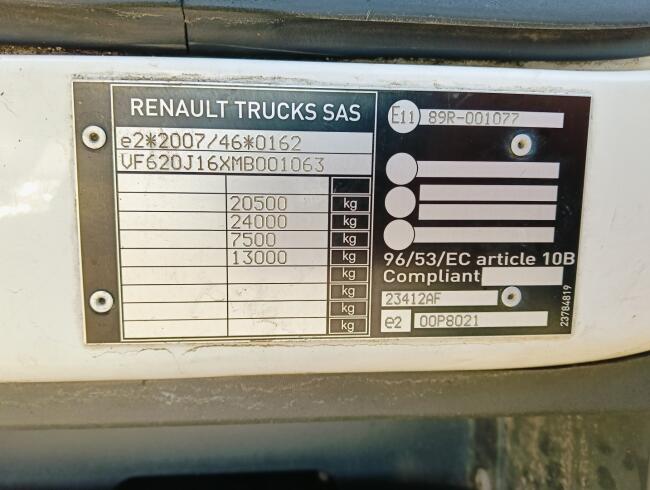 RENAULT TRUCKS SAS
e2*2007/46*0162
VF620J16XMB001063
20500 kg
24000 kg
7500 kg
13000 kg
kg
kg
kg
kg
E11 89R-001077
96/53/EC article 10B
Compliant
23412AF
e2 00P8021
23784819